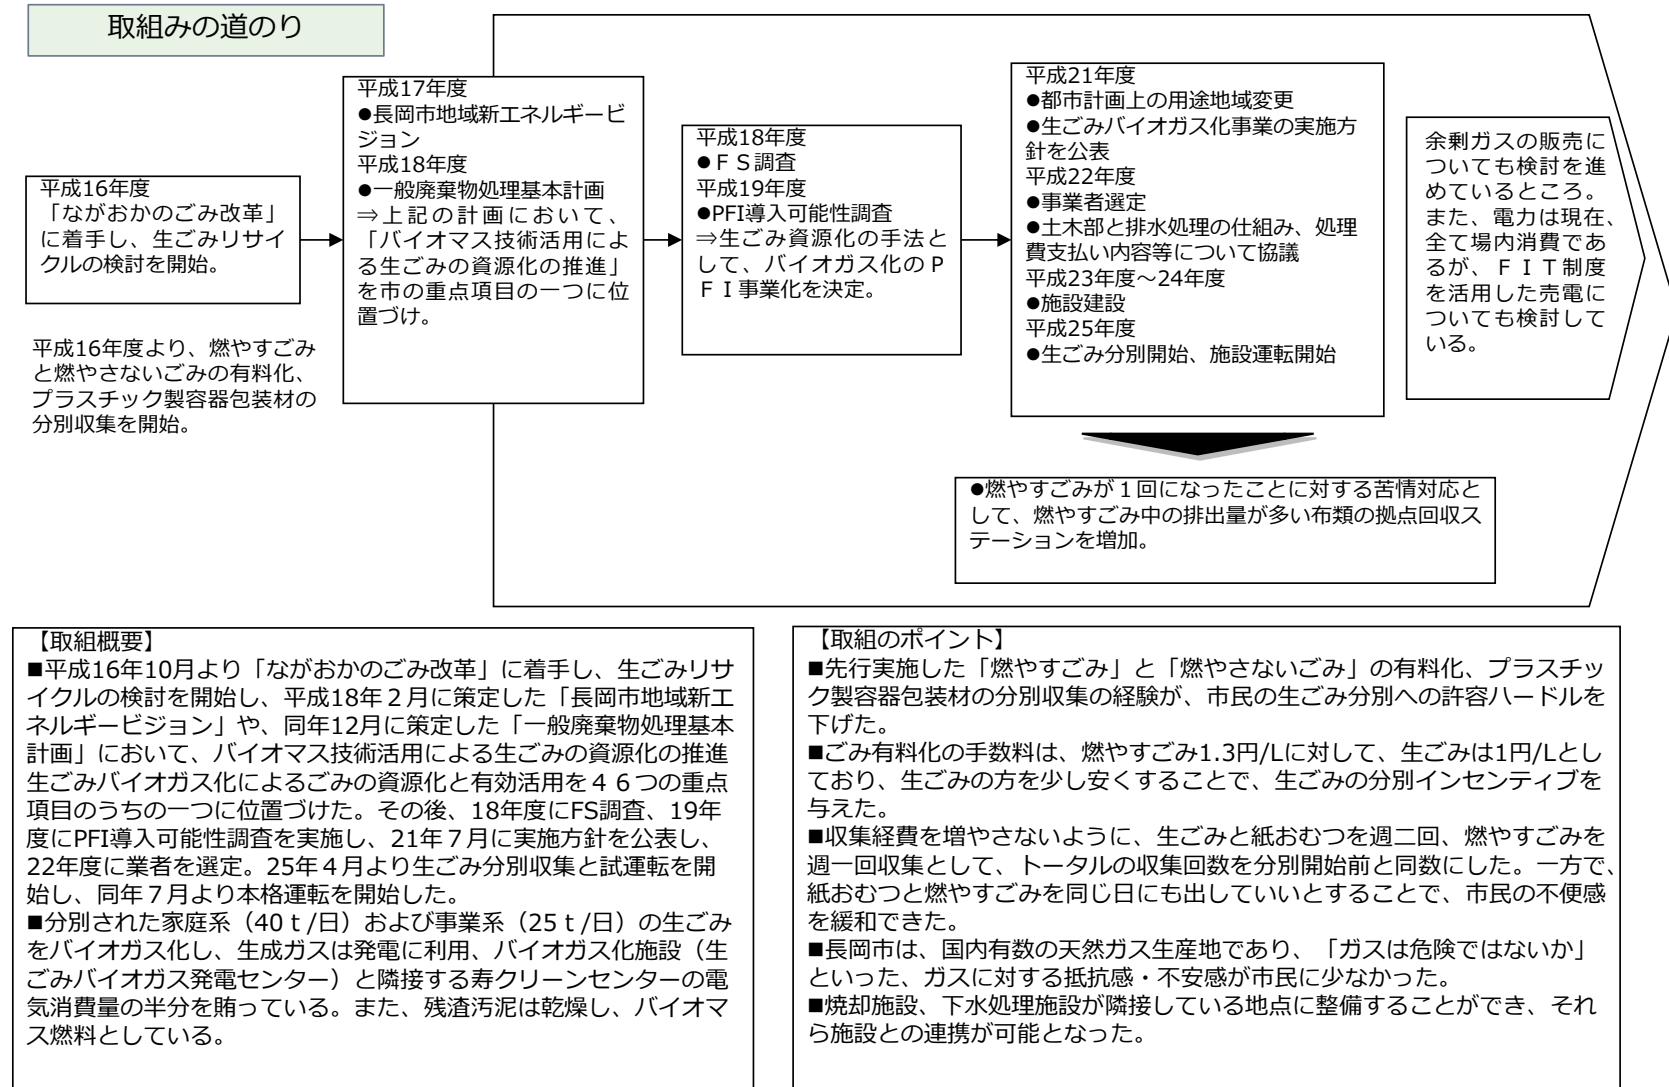 取組みの道のり
平成16年度
「ながおかのごみ改革」
に着手し、生ごみリサイ
クルの検討を開始。
平成16年度より、燃やすごみ
と燃やさないごみの有料化、
プラスチック製容器包装材の
分別収集を開始。
平成17年度
●長岡市地域新エネルギービ
ジョン
平成18年度
●一般廃棄物処理基本計画
⇒上記の計画において、
「バイオマス技術活用によ
る生ごみの資源化の推進」
を市の重点項目の一つに位
置づけ。
平成18年度
●ＦＳ調査
平成19年度
●PFI導入可能性調査
⇒生ごみ資源化の手法と
して、バイオガス化のＰ
ＦＩ事業化を決定。
平成21年度
●都市計画上の用途地域変更
●生ごみバイオガス化事業の実施方
針を公表
平成22年度
●事業者選定
●土木部と排水処理の仕組み、処理
費支払い内容等について協議
平成23年度～24年度
●施設建設
平成25年度
●生ごみ分別開始、施設運転開始
余剰ガスの販売に
ついても検討を進
めているところ。
また、電力は現在、
全て場内消費であ
るが、ＦＩＴ制度
を活用した売電に
ついても検討して
いる。
●燃やすごみが１回になったことに対する苦情対応と
して、燃やすごみ中の排出量が多い布類の拠点回収ス
テーションを増加。
【取組概要】
■平成16年10月より「ながおかのごみ改革」に着手し、生ごみリサ
イクルの検討を開始し、平成18年２月に策定した「長岡市地域新エ
ネルギービジョン」や、同年12月に策定した「一般廃棄物処理基本
計画」において、バイオマス技術活用による生ごみの資源化の推進
生ごみバイオガス化によるごみの資源化と有効活用を４６つの重点
項目のうちの一つに位置づけた。その後、18年度にFS調査、19年
度にPFI導入可能性調査を実施し、21年７月に実施方針を公表し、
22年度に業者を選定。25年４月より生ごみ分別収集と試運転を開
始し、同年７月より本格運転を開始した。
■分別された家庭系（40ｔ/日）および事業系（25ｔ/日）の生ごみ
をバイオガス化し、生成ガスは発電に利用、バイオガス化施設（生
ごみバイオガス発電センター）と隣接する寿クリーンセンターの電
気消費量の半分を賄っている。また、残渣汚泥は乾燥し、バイオマ
ス燃料としている。
【取組のポイント】
■先行実施した「燃やすごみ」と「燃やさないごみ」の有料化、プラスチッ
ク製容器包装材の分別収集の経験が、市民の生ごみ分別への許容ハードルを
下げた。
■ごみ有料化の手数料は、燃やすごみ1.3円/Lに対して、生ごみは1円/Lとし
ており、生ごみの方を少し安くすることで、生ごみの分別インセンティブを
与えた。
■収集経費を増やさないように、生ごみと紙おむつを週二回、燃やすごみを
週一回収集として、トータルの収集回数を分別開始前と同数にした。一方で、
紙おむつと燃やすごみを同じ日にも出していいとすることで、市民の不便感
を緩和できた。
■長岡市は、国内有数の天然ガス生産地であり、「ガスは危険ではないか」
といった、ガスに対する抵抗感・不安感が市民に少なかった。
■焼却施設、下水処理施設が隣接している地点に整備することができ、それ
ら施設との連携が可能となった。